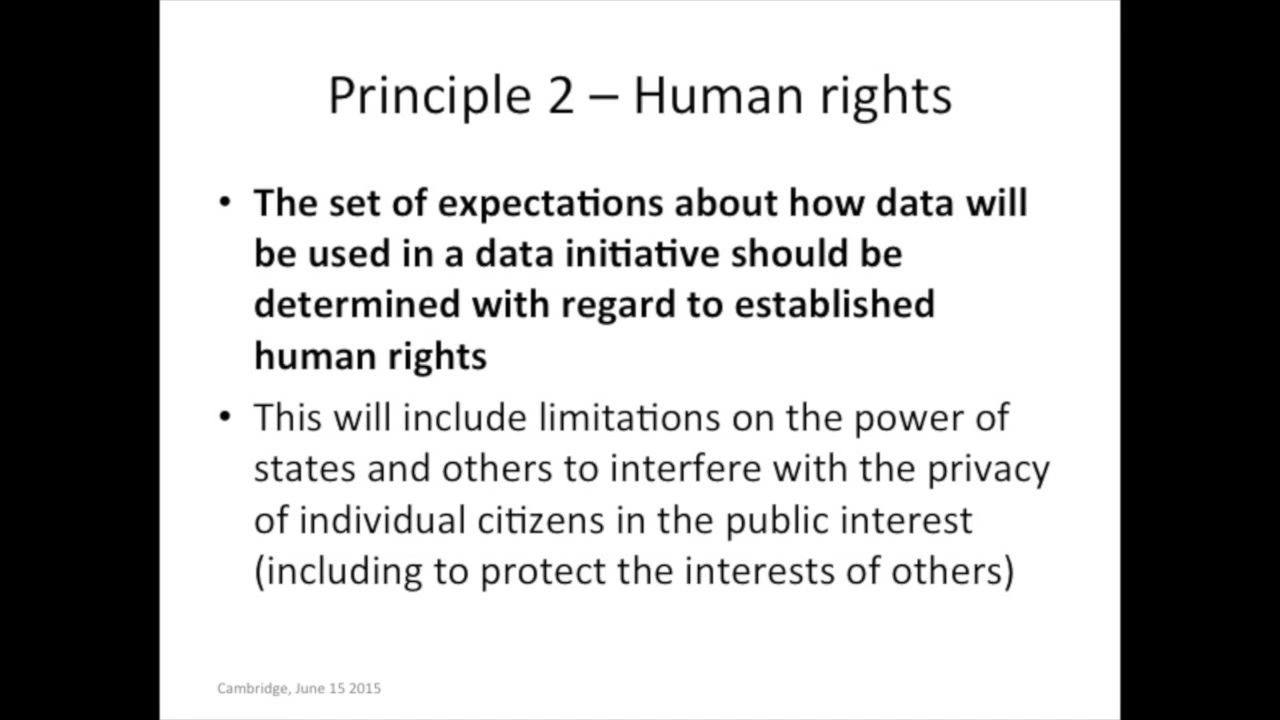 Principle 2 – Human rights
• The set of expectations about how data will
be used in a data initiative should be
determined with regard to established
human rights
• This will include limitations on the power of
states and others to interfere with the privacy
of individual citizens in the public interest
(including to protect the interests of others)
Cambridge, June 15 2015